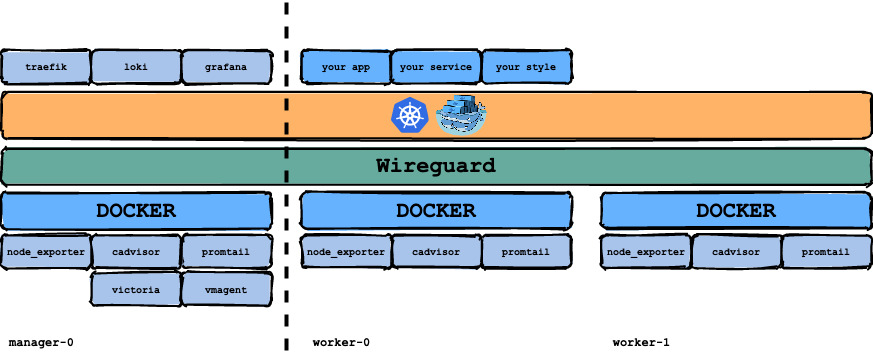 traefik loki grafana your app your service your style
Wireguard
DOCKER DOCKER DOCKER
node_exporter cadvisor promtail node_exporter cadvisor promtail node_exporter cadvisor promtail
victoria vmagent
manager-0 worker-0 worker-1